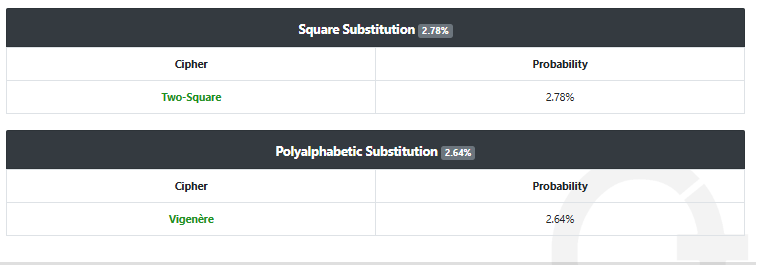 Square Substitution 2.78%
Cipher Probability
Two-Square 2.78%
Polyalphabetic Substitution 2.64%
Cipher Probability
Vigenère 2.64%